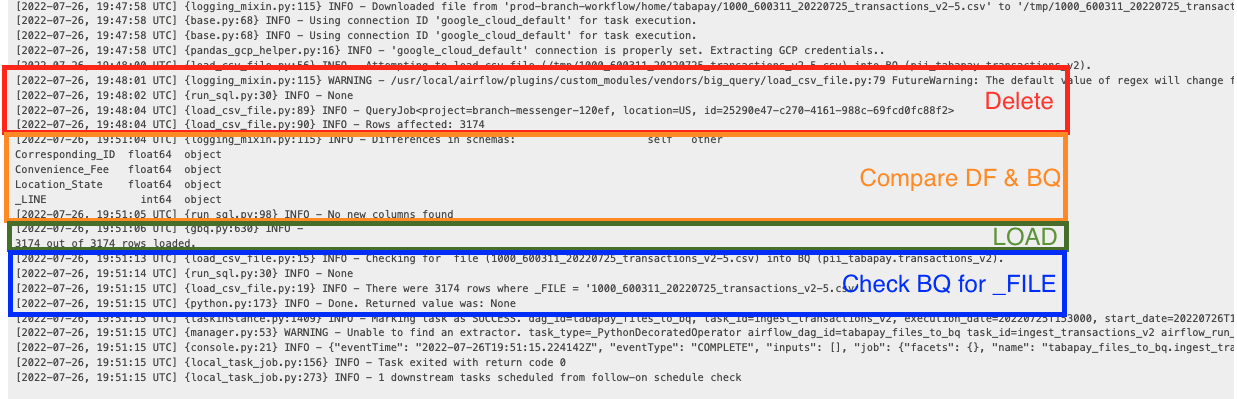 [2022-07-26, 19:47:58 UTC] {logging_mixin.py:115} INFO - Downloaded file from 'prod-branch-workflow/home/tabapay/1000_600311_20220725_transactions_v2-5.csv' to '/tmp/1000_600311_20220725_transact
[2022-07-26, 19:47:58 UTC] {base.py:68} INFO - Using connection ID 'google_cloud_default' for task execution.
[2022-07-26, 19:47:58 UTC] {base.py:68} INFO - Using connection ID 'google_cloud_default' for task execution.
[2022-07-26, 19:47:58 UTC] {pandas_gcp_helper.py:16} INFO - 'google_cloud_default' connection is properly set. Extracting GCP credentials..
[2022-07-26, 19:48:00 UTC] {load_csv_file.py:56} INFO - Attempting to load csv file (/tmp/1000_600311_20220725_transactions_v2-5.csv) into BQ (pii_tabapay.transactions_v2).
[2022-07-26, 19:48:01 UTC] {logging_mixin.py:115} WARNING - /usr/local/airflow/plugins/custom_modules/vendors/big_query/load_csv_file.py:79 FutureWarning: The default value of regex will change f
[2022-07-26, 19:48:02 UTC] {run_sql.py:30} INFO - None
Delete
[2022-07-26, 19:48:04 UTC] {load_csv_file.py:89} INFO - QueryJob<project=branch-messenger-120ef, location=US, id=25290e47-c270-4161-988c-69fcd0fc88f2>
[2022-07-26, 19:48:04 UTC] {load_csv_file.py:90} INFO - Rows affected: 3174
[2022-07-26, 19:51:04 UTC] {logging_mixin.py:115} INFO - Differences in schemas: self other
Corresponding_ID float64 object
Convenience_Fee float64 object
Compare DF & BQ
Location_State float64 object
_LINE int64 object
[2022-07-26, 19:51:05 UTC] {run_sql.py:98} INFO - No new columns found
[2022-07-26, 19:51:06 UTC] {gbq.py:630} INFO -
LOAD
3174 out of 3174 rows loaded.
[2022-07-26, 19:51:13 UTC] {load_csv_file.py:15} INFO - Checking for file (1000_600311_20220725_transactions_v2-5.csv) into BQ (pii_tabapay.transactions_v2).
[2022-07-26, 19:51:14 UTC] {run_sql.py:30} INFO - None
Check BQ for _FILE
[2022-07-26, 19:51:15 UTC] {load_csv_file.py:19} INFO - There were 3174 rows where _FILE = '1000_600311_20220725_transactions_v2-5.csv'
[2022-07-26, 19:51:15 UTC] {python.py:173} INFO - Done. Returned value was: None
[2022-07-26, 19:51:15 UTC] {taskinstance.py:1409} INFO - Marking task as SUCCESS. dag_id=tabapay_files_to_bq, task_id=ingest_transactions_v2, execution_date=20220725T153000, start_date=20220726T1
[2022-07-26, 19:51:15 UTC] {manager.py:53} WARNING - Unable to find an extractor. task_type=_PythonDecoratedOperator airflow_dag_id=tabapay_files_to_bq task_id=ingest_transactions_v2 airflow_run_
[2022-07-26, 19:51:15 UTC] {console.py:21} INFO - {"eventTime": "2022-07-26T19:51:15.224142Z", "eventType": "COMPLETE", "inputs": [], "job": {"facets": {}, "name": "tabapay_files_to_bq.ingest_tra
[2022-07-26, 19:51:15 UTC] {local_task_job.py:156} INFO - Task exited with return code 0
[2022-07-26, 19:51:15 UTC] {local_task_job.py:273} INFO - 1 downstream tasks scheduled from follow-on schedule check